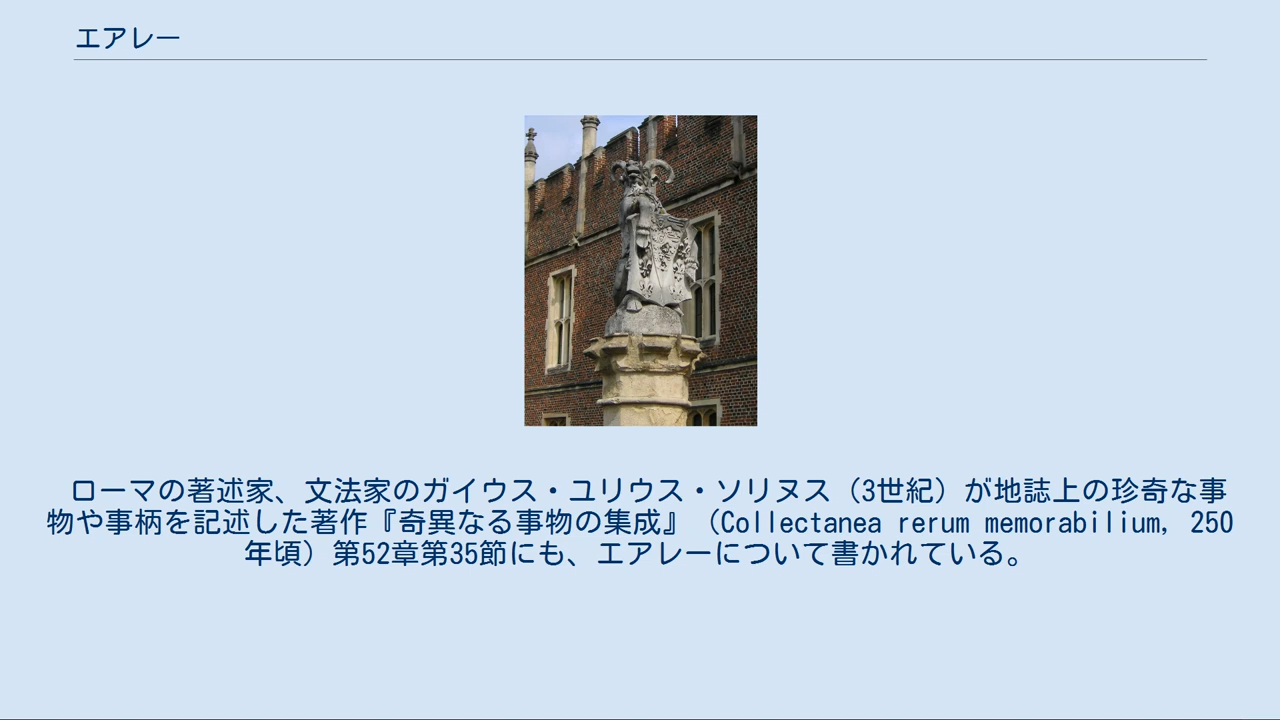 エアレー
ローマの著述家、文法家のガイウス・ユリウス・ソリヌス（3世紀）が地誌上の珍奇な事
物や事柄を記述した著作『奇異なる事物の集成』（Collectanea rerum memorabilium, 250
年頃）第52章第35節にも、エアレーについて書かれている。